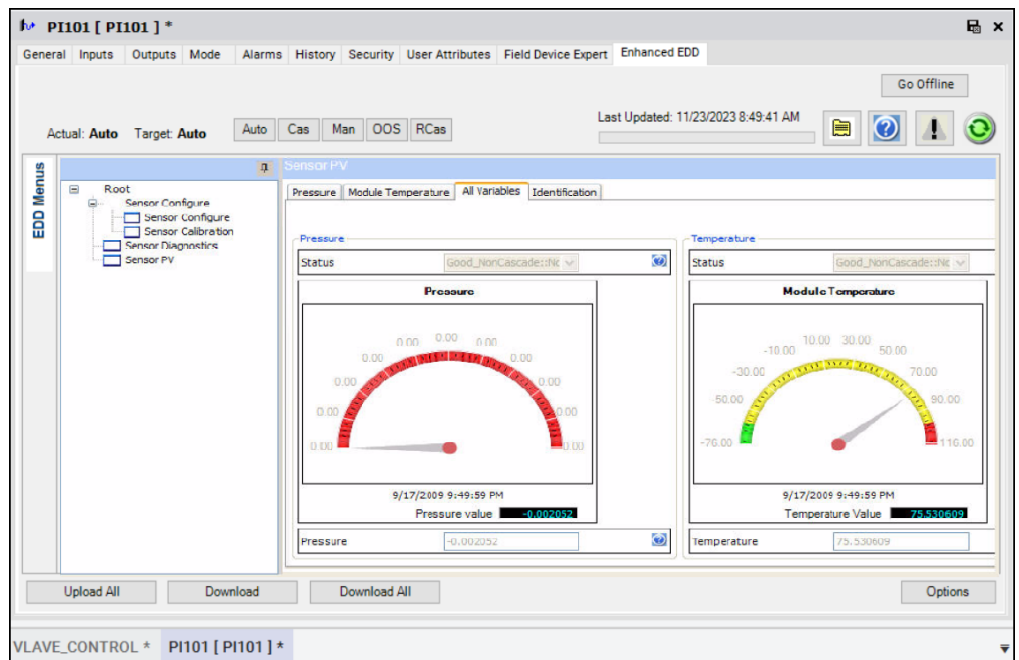 PI101 [ PI101 ] *
General Inputs Outputs Mode Alarms History Security User Attributes Field Device Expert Enhanced EDD
Go Offline
Actual: Auto Target: Auto Auto Cas Man OOS RCas
Last Updated: 11/23/2023 8:49:41 AM
EDD Menus
Root
Sensor Configure
Sensor Configure
Sensor Calibration
Sensor Diagnostics
Sensor PV
Sensor PV
Pressure Module Temperature All Variables Identification
Pressure
Status Good_NonCascade::Nc
Pressure
0.00
0.00
0.00
0.00
0.00
0.00
0.00
0.00
0.00
0.00
0.00
9/17/2009 9:49:59 PM
Pressure value -0.002052
Pressure -0.002052
Temperature
Status Good_NonCascade::Nc
Module Temperature
-76.00
50.00
-30.00
-10.00
10.00
30.00
50.00
70.00
90.00
116.00
9/17/2009 9:49:59 PM
Temperature Value 75.530609
Temperature 75.530609
Upload All Download Download All Options
VLAVE_CONTROL * PI101 [ PI101 ] *